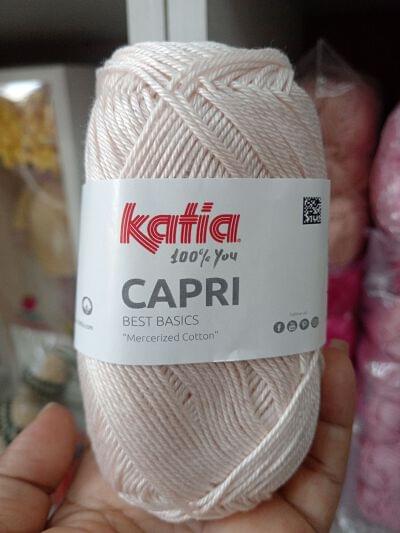 katia
100% You
CAPRI
BEST BASICS
"Mercerized Cotton"